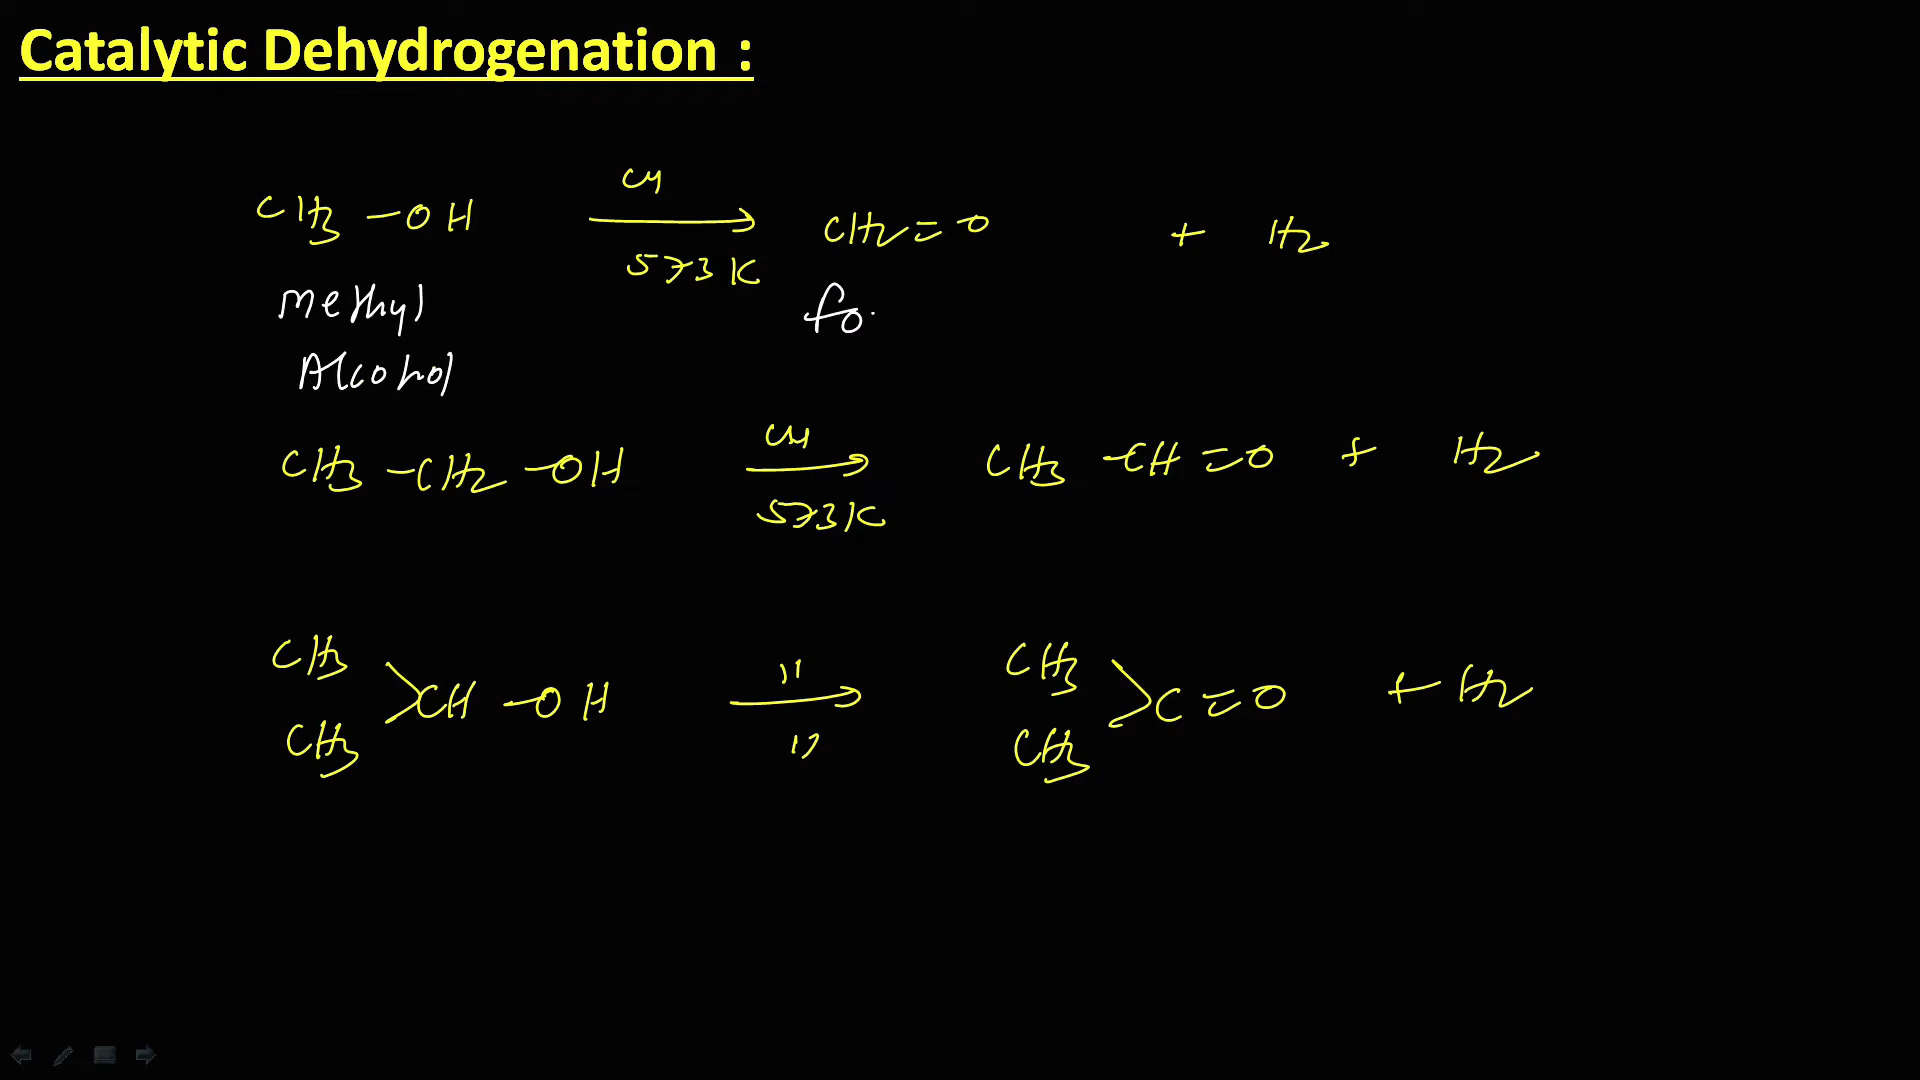 Catalytic Dehydrogenation :
CH3 - OH Cu 573 K CH2 = O + H2
Methyl fo
Alcohol
CH3 - CH2 - OH Cu 573 K CH3 - CH = O + H2
CH3 CH3 > CH - OH '' '' CH3 CH3 > C = O + H2